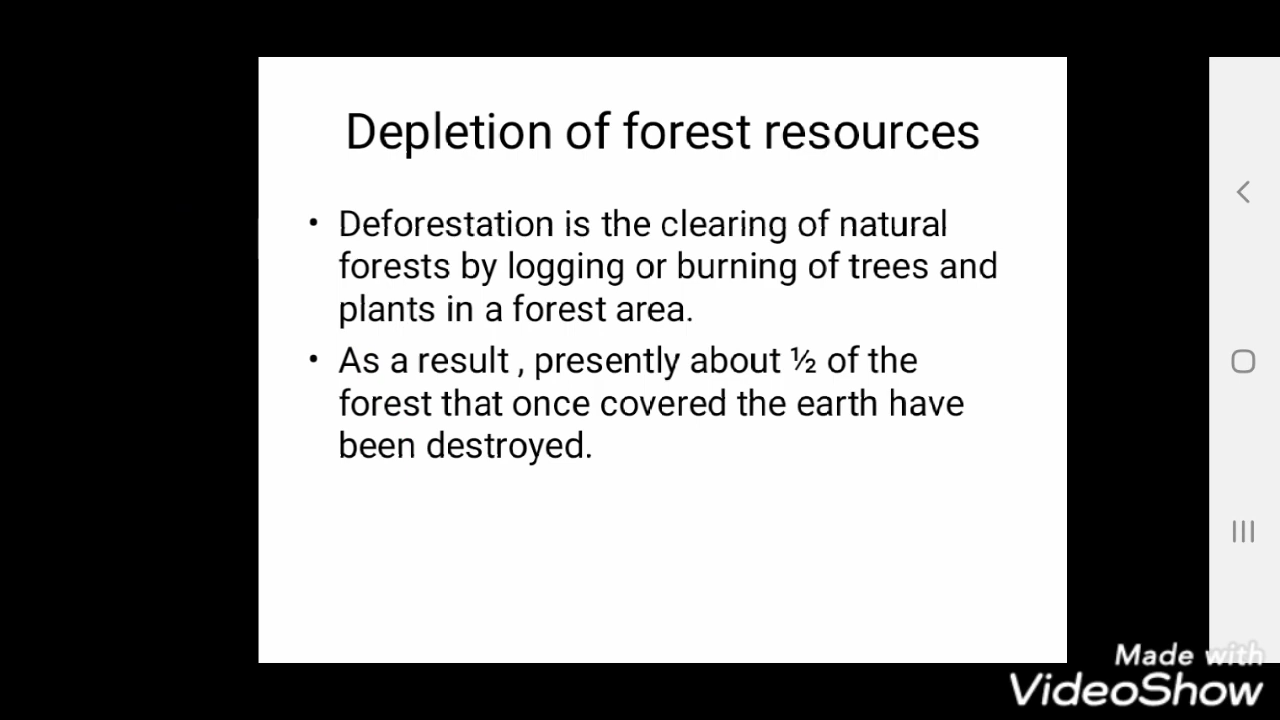 Depletion of forest resources
• Deforestation is the clearing of natural
forests by logging or burning of trees and
plants in a forest area.
• As a result , presently about ½ of the
forest that once covered the earth have
been destroyed.
Made with
VideoShow